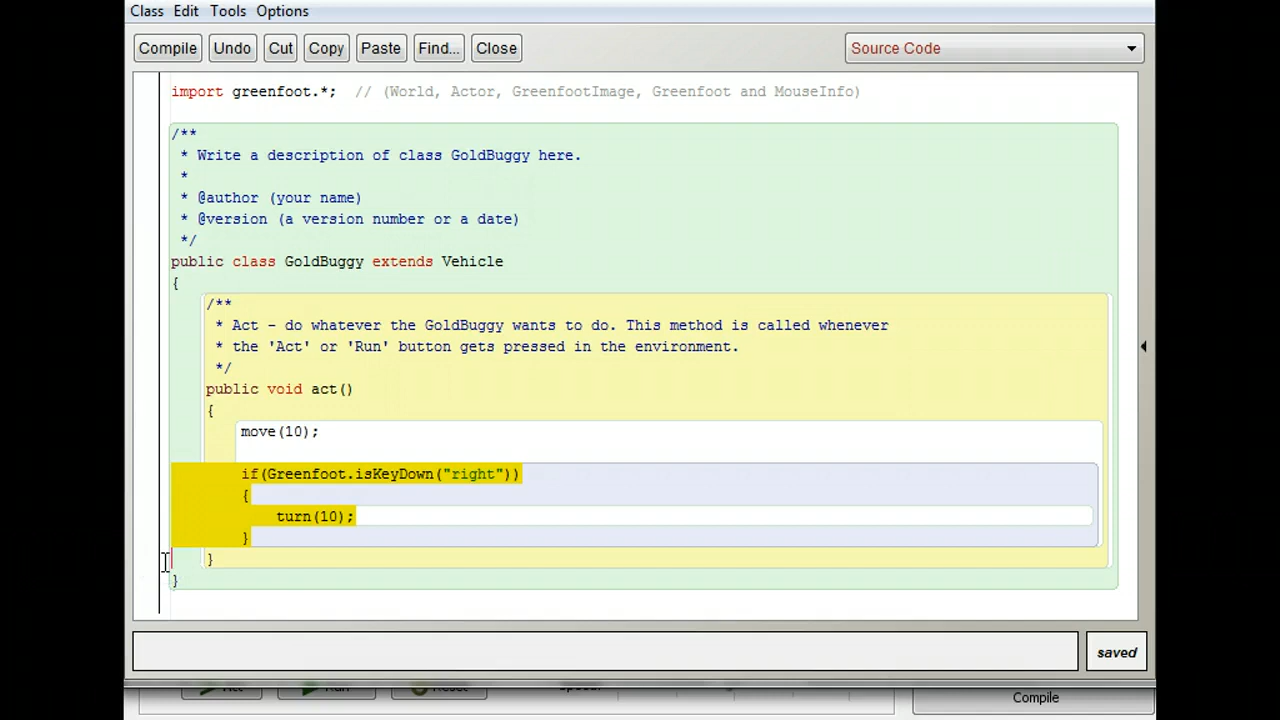 Class Edit Tools Options
Compile Undo Cut Copy Paste Find... Close Source Code
import greenfoot.*;  // (World, Actor, GreenfootImage, Greenfoot and MouseInfo)
/**
 * Write a description of class GoldBuggy here.
 *
 * @author (your name)
 * @version (a version number or a date)
 */
public class GoldBuggy extends Vehicle
{
    /**
     * Act - do whatever the GoldBuggy wants to do. This method is called whenever
     * the 'Act' or 'Run' button gets pressed in the environment.
     */
    public void act()
    {
        move(10);
        if(Greenfoot.isKeyDown("right"))
        {
            turn(10);
        }
    }
}
saved
Compile